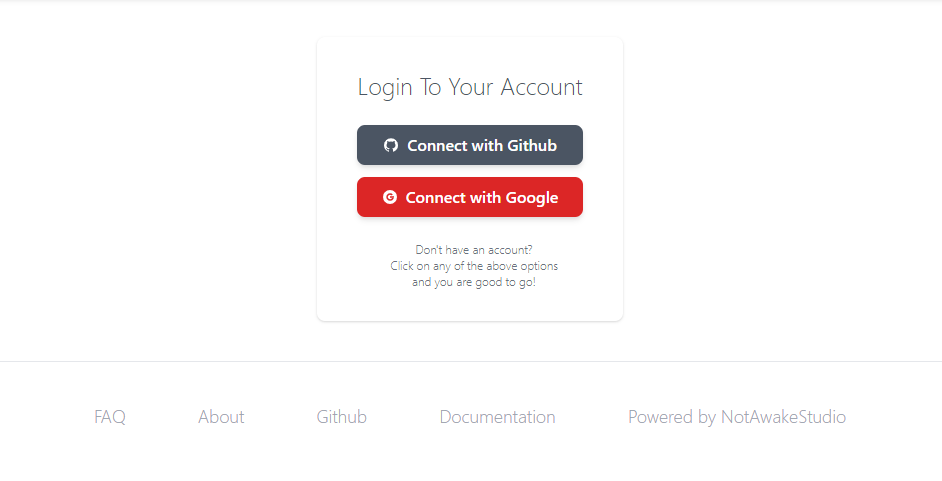 Login To Your Account
Connect with Github
Connect with Google
Don't have an account?
Click on any of the above options
and you are good to go!
FAQ About Github Documentation Powered by NotAwakeStudio